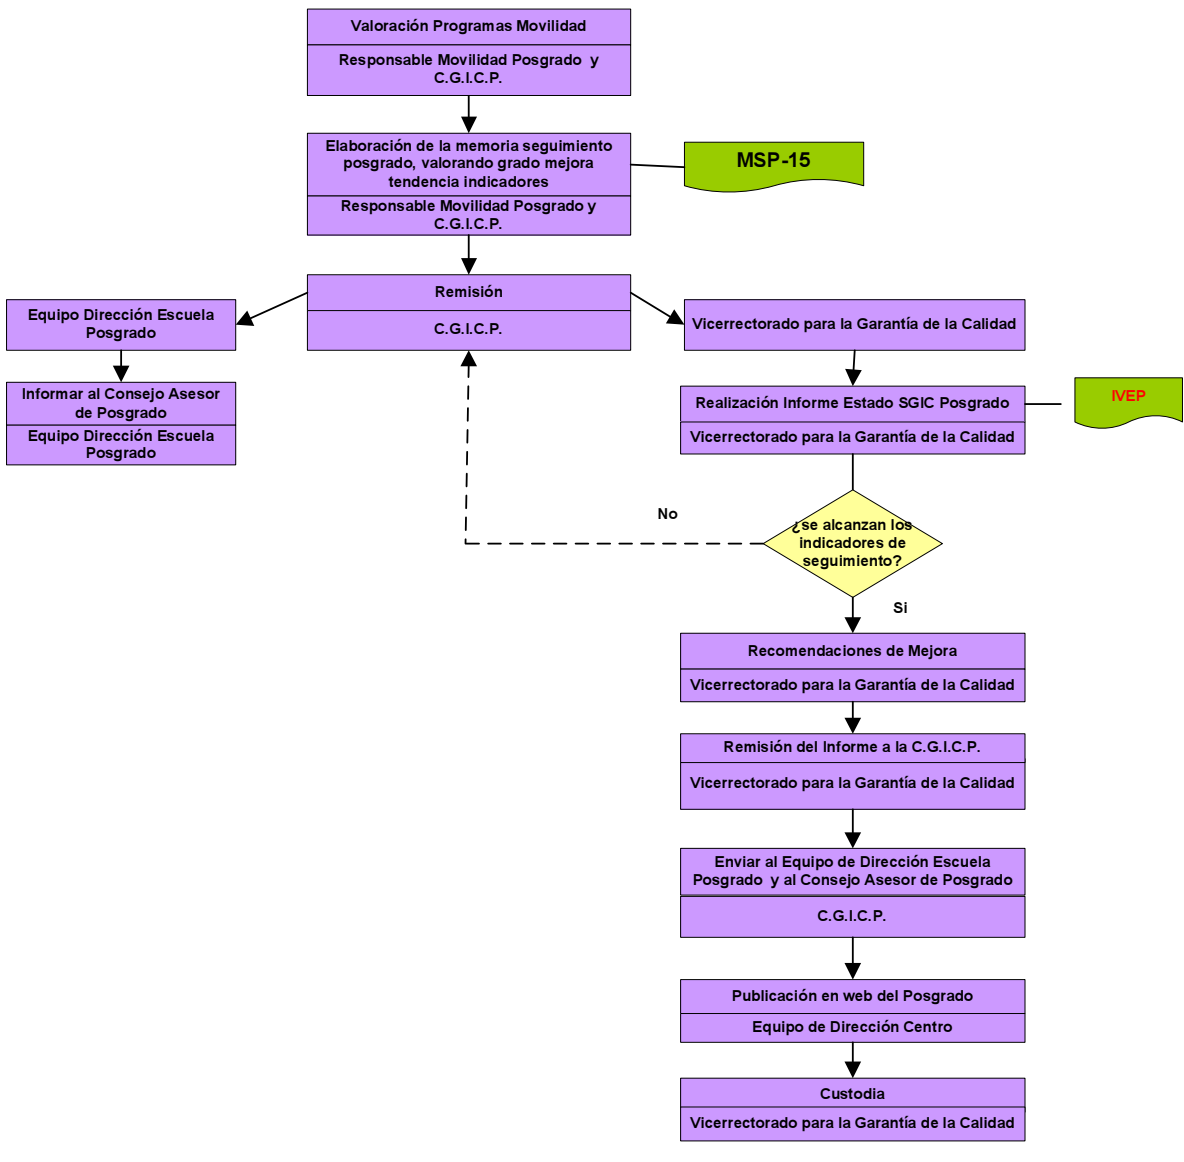 Valoración Programas Movilidad
Responsable Movilidad Posgrado y
C.G.I.C.P.
Elaboración de la memoria seguimiento
posgrado, valorando grado mejora
tendencia indicadores
Responsable Movilidad Posgrado y
C.G.I.C.P.
MSP-15
Remisión
C.G.I.C.P.
Equipo Dirección Escuela
Posgrado
Informar al Consejo Asesor
de Posgrado
Equipo Dirección Escuela
Posgrado
Vicerrectorado para la Garantía de la Calidad
Realización Informe Estado SGIC Posgrado
Vicerrectorado para la Garantía de la Calidad
IVEP
¿se alcanzan los
indicadores de
seguimiento?
No
Si
Recomendaciones de Mejora
Vicerrectorado para la Garantía de la Calidad
Remisión del Informe a la C.G.I.C.P.
Vicerrectorado para la Garantía de la Calidad
Enviar al Equipo de Dirección Escuela
Posgrado y al Consejo Asesor de Posgrado
C.G.I.C.P.
Publicación en web del Posgrado
Equipo de Dirección Centro
Custodia
Vicerrectorado para la Garantía de la Calidad